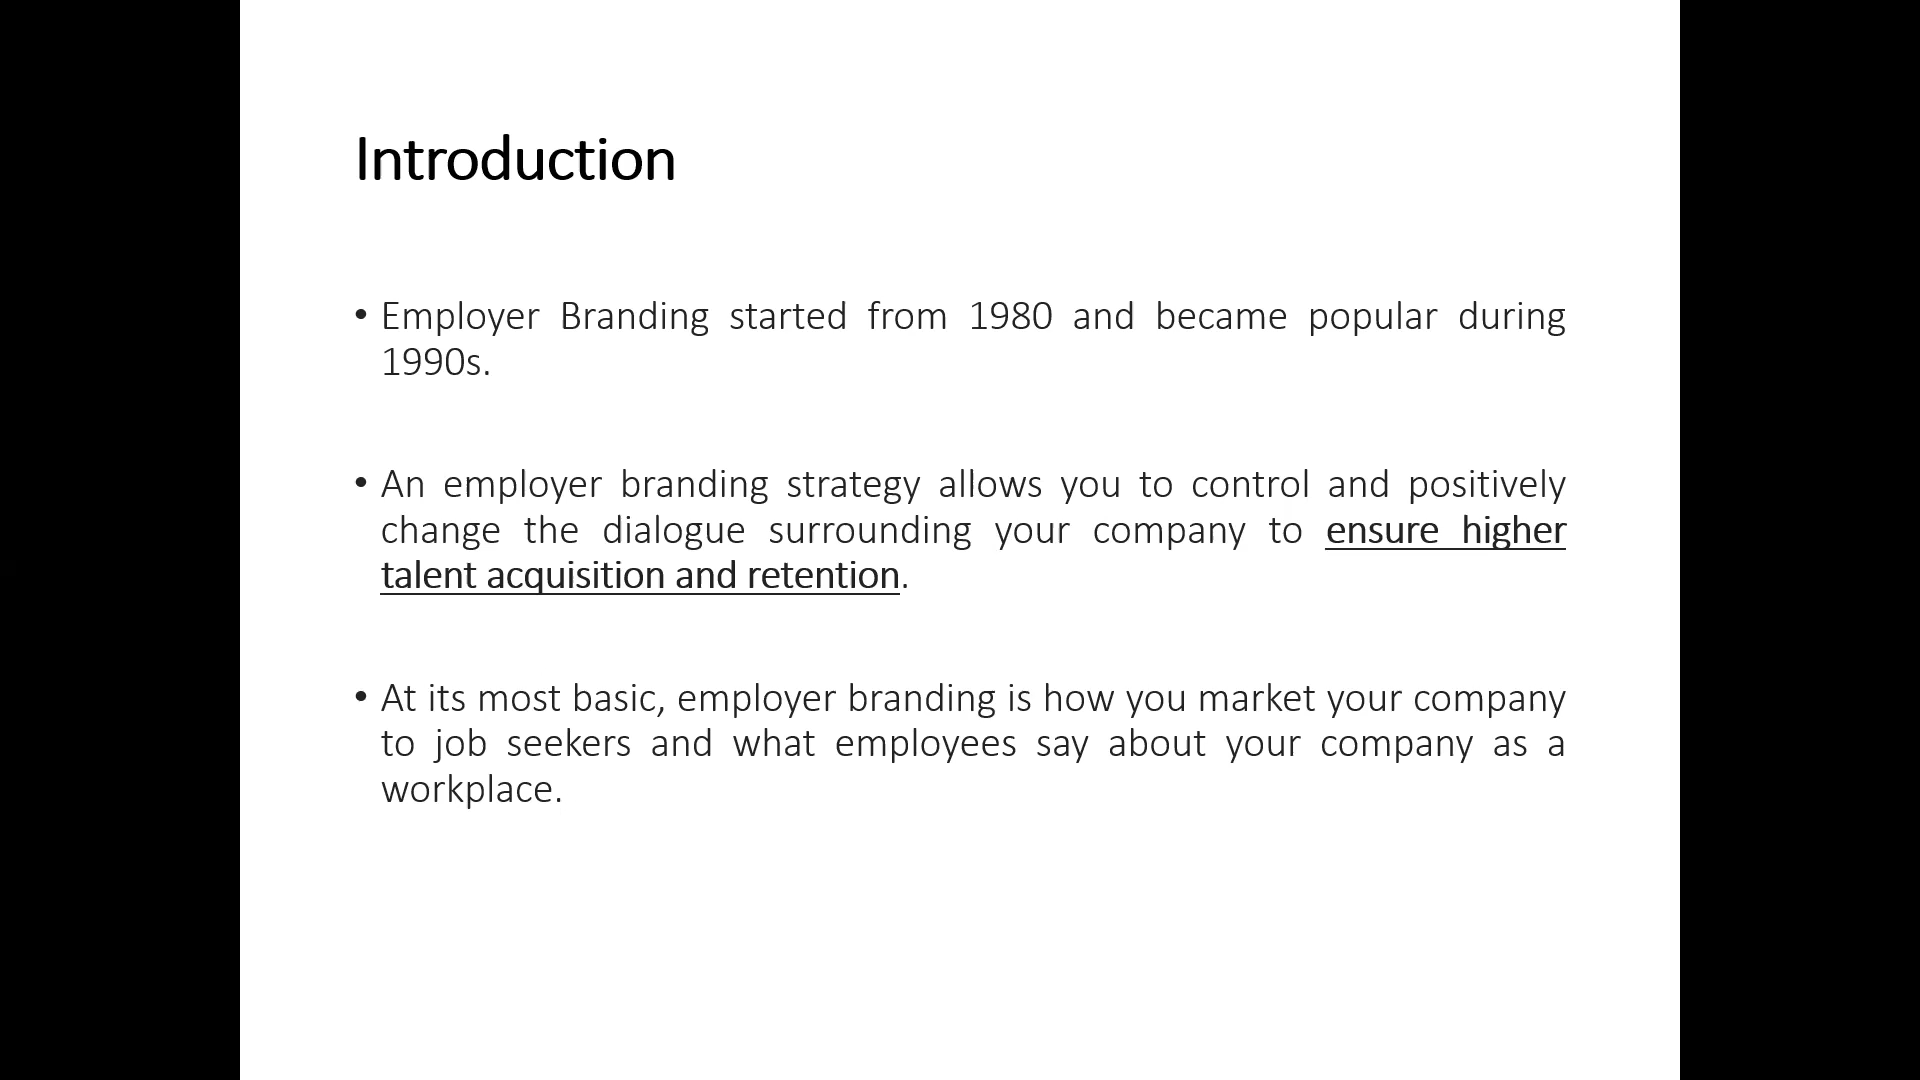 Introduction
• Employer Branding started from 1980 and became popular during
1990s.
• An employer branding strategy allows you to control and positively
change the dialogue surrounding your company to ensure higher
talent acquisition and retention.
• At its most basic, employer branding is how you market your company
to job seekers and what employees say about your company as a
workplace.